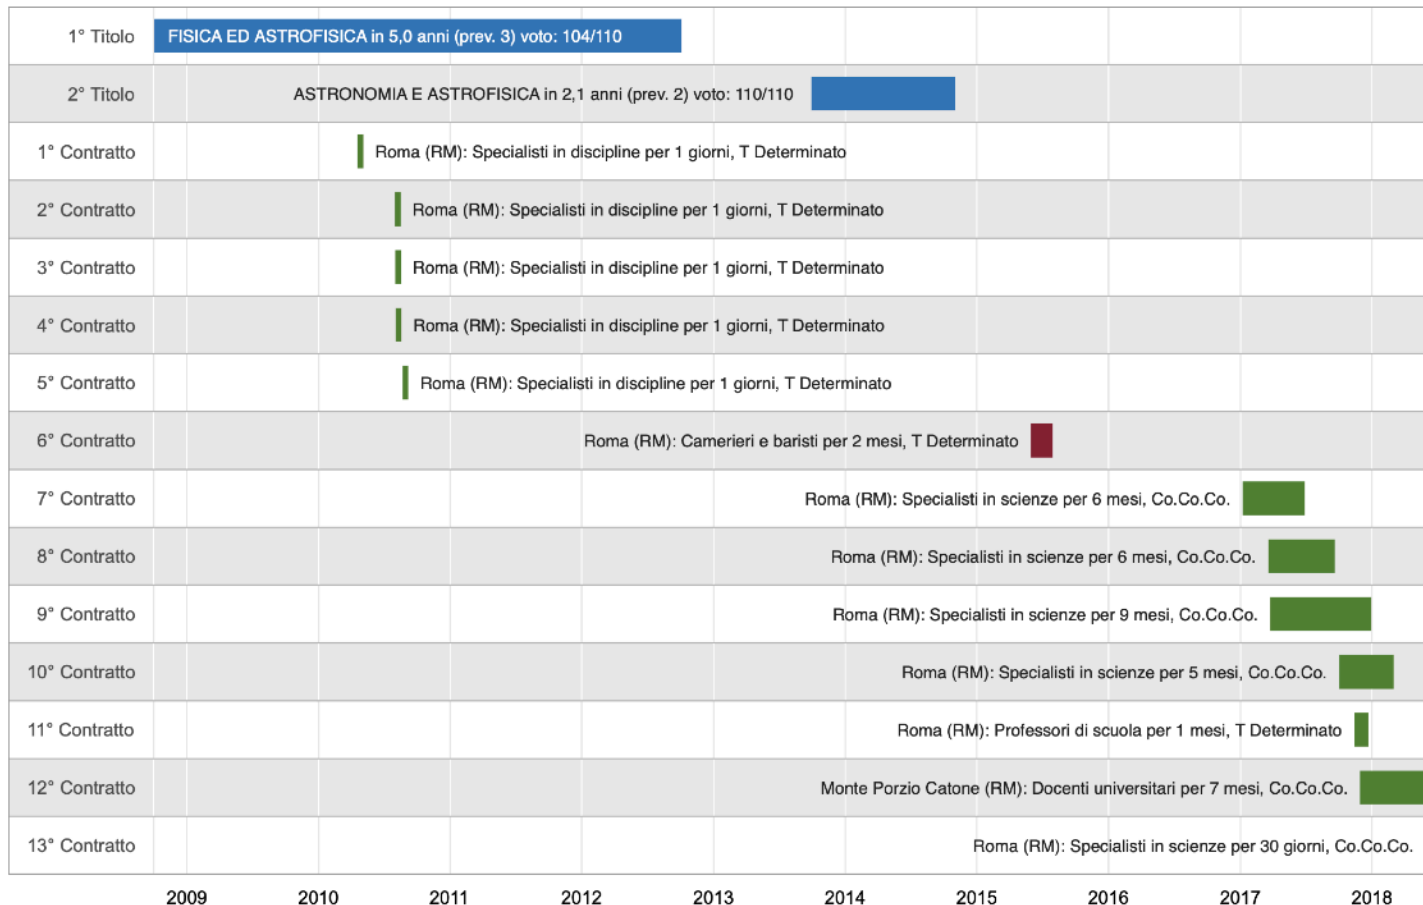 1° Titolo FISICA ED ASTROFISICA in 5,0 anni (prev. 3) voto: 104/110
2° Titolo ASTRONOMIA E ASTROFISICA in 2,1 anni (prev. 2) voto: 110/110
1° Contratto Roma (RM): Specialisti in discipline per 1 giorni, T Determinato
2° Contratto Roma (RM): Specialisti in discipline per 1 giorni, T Determinato
3° Contratto Roma (RM): Specialisti in discipline per 1 giorni, T Determinato
4° Contratto Roma (RM): Specialisti in discipline per 1 giorni, T Determinato
5° Contratto Roma (RM): Specialisti in discipline per 1 giorni, T Determinato
6° Contratto Roma (RM): Camerieri e baristi per 2 mesi, T Determinato
7° Contratto Roma (RM): Specialisti in scienze per 6 mesi, Co.Co.Co.
8° Contratto Roma (RM): Specialisti in scienze per 6 mesi, Co.Co.Co.
9° Contratto Roma (RM): Specialisti in scienze per 9 mesi, Co.Co.Co.
10° Contratto Roma (RM): Specialisti in scienze per 5 mesi, Co.Co.Co.
11° Contratto Roma (RM): Professori di scuola per 1 mesi, T Determinato
12° Contratto Monte Porzio Catone (RM): Docenti universitari per 7 mesi, Co.Co.Co.
13° Contratto Roma (RM): Specialisti in scienze per 30 giorni, Co.Co.Co.
2009 2010 2011 2012 2013 2014 2015 2016 2017 2018